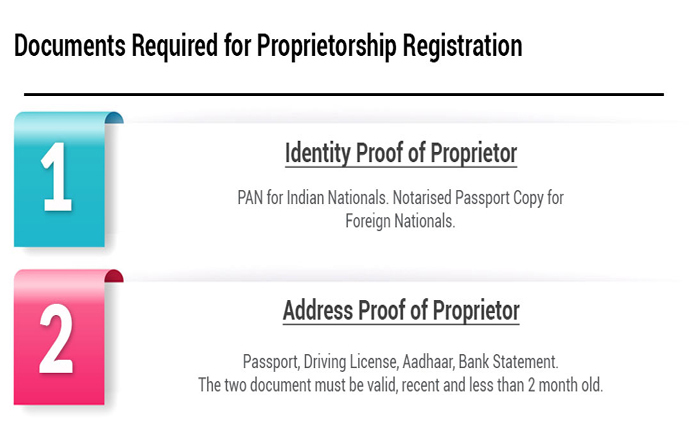 Documents Required for Proprietorship Registration
1
Identity Proof of Proprietor
PAN for Indian Nationals. Notarised Passport Copy for
Foreign Nationals.
2
Address Proof of Proprietor
Passport, Driving License, Aadhaar, Bank Statement.
The two document must be valid, recent and less than 2 month old.